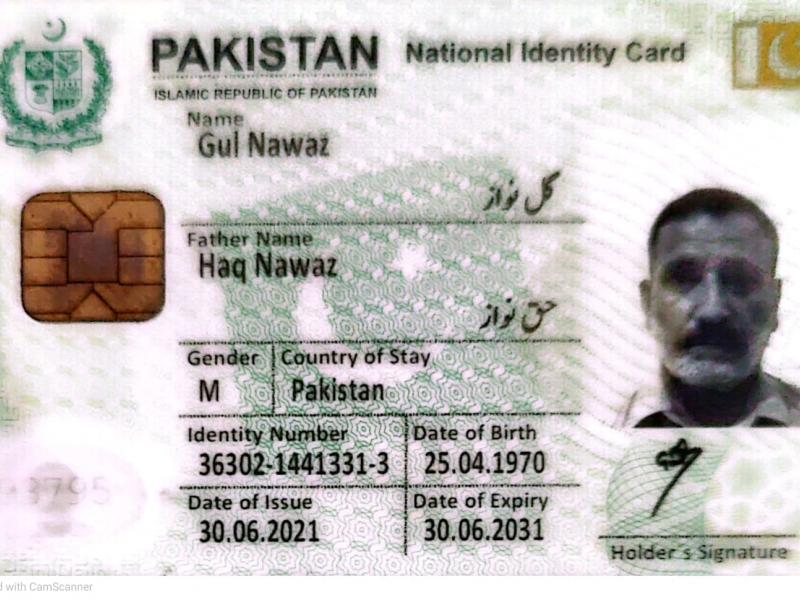 PAKISTAN National Identity Card
ISLAMIC REPUBLIC OF PAKISTAN
Name
Gul Nawaz
گل نواز
Father Name
Haq Nawaz
حق نواز
Gender Country of Stay
M Pakistan
Identity Number Date of Birth
36302-1441331-3 25.04.1970
Date of Issue Date of Expiry
30.06.2021 30.06.2031
Holder's Signature
with CamScanner